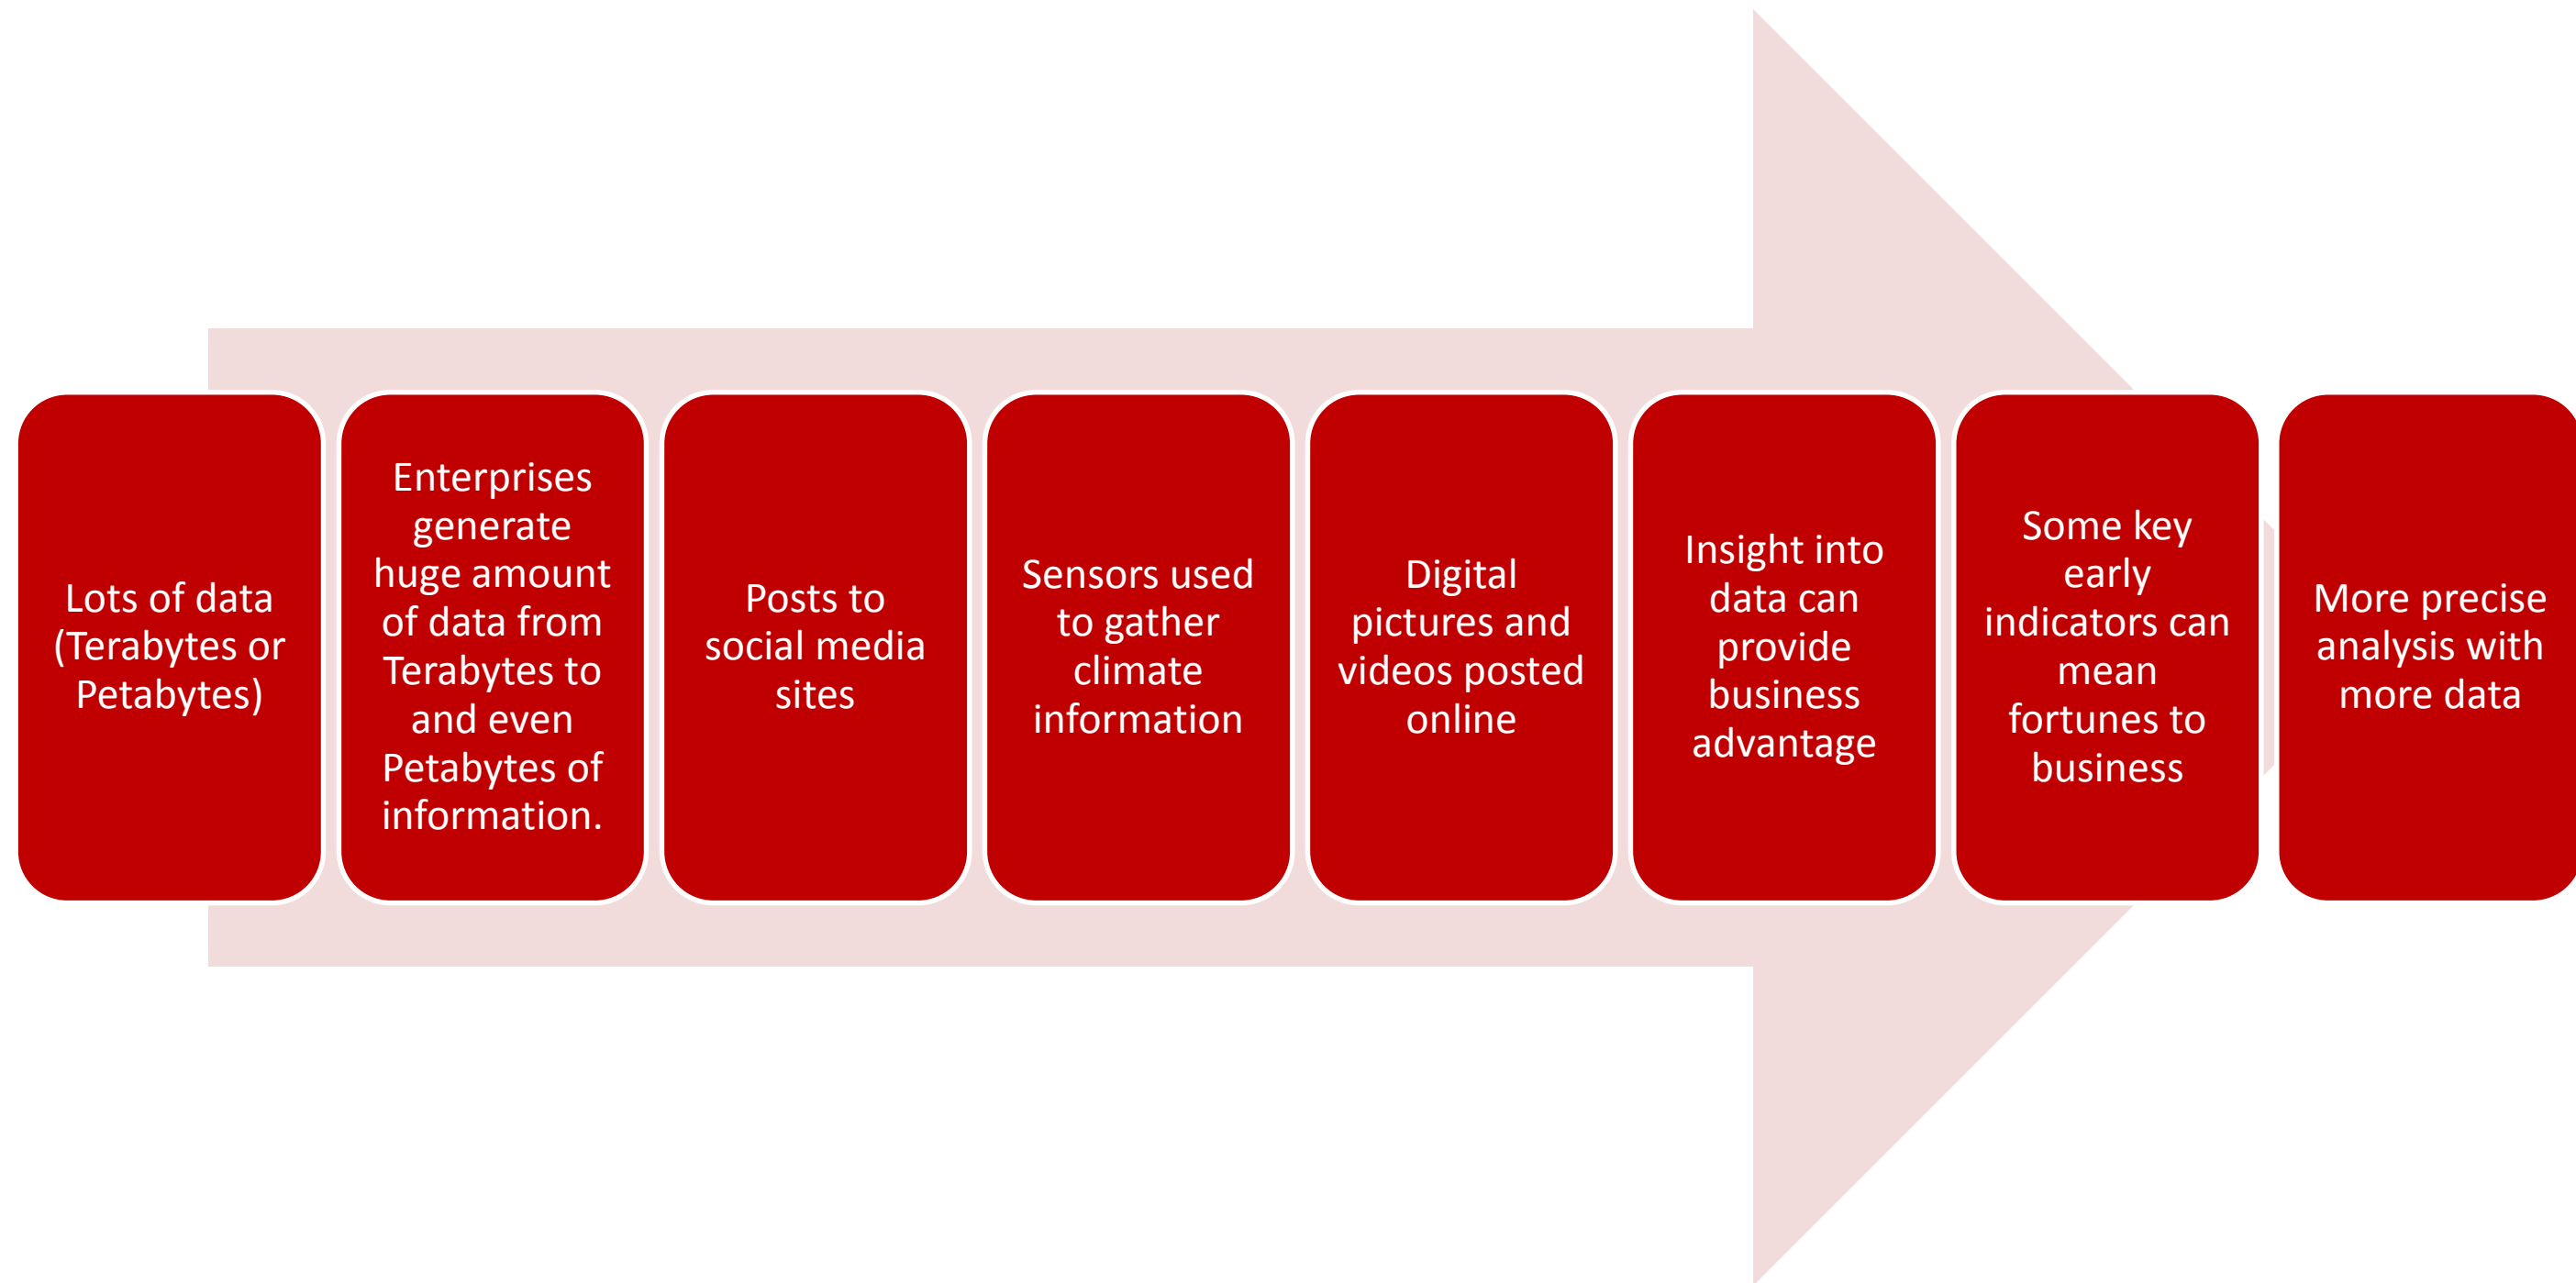 Lots of data
(Terabytes or
Petabytes)
Enterprises
generate
huge amount
of data from
Terabytes to
and even
Petabytes of
information.
Posts to
social media
sites
Sensors used
to gather
climate
information
Digital
pictures and
videos posted
online
Insight into
data can
provide
business
advantage
Some key
early
indicators can
mean
fortunes to
business
More precise
analysis with
more data